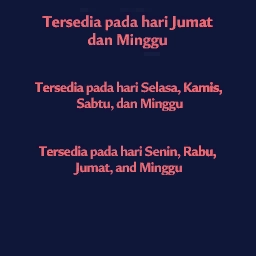 Tersedia pada hari Jumat
dan Minggu
Tersedia pada hari Selasa, Kamis,
Sabtu, dan Minggu
Tersedia pada hari Senin, Rabu,
Jumat, and Minggu